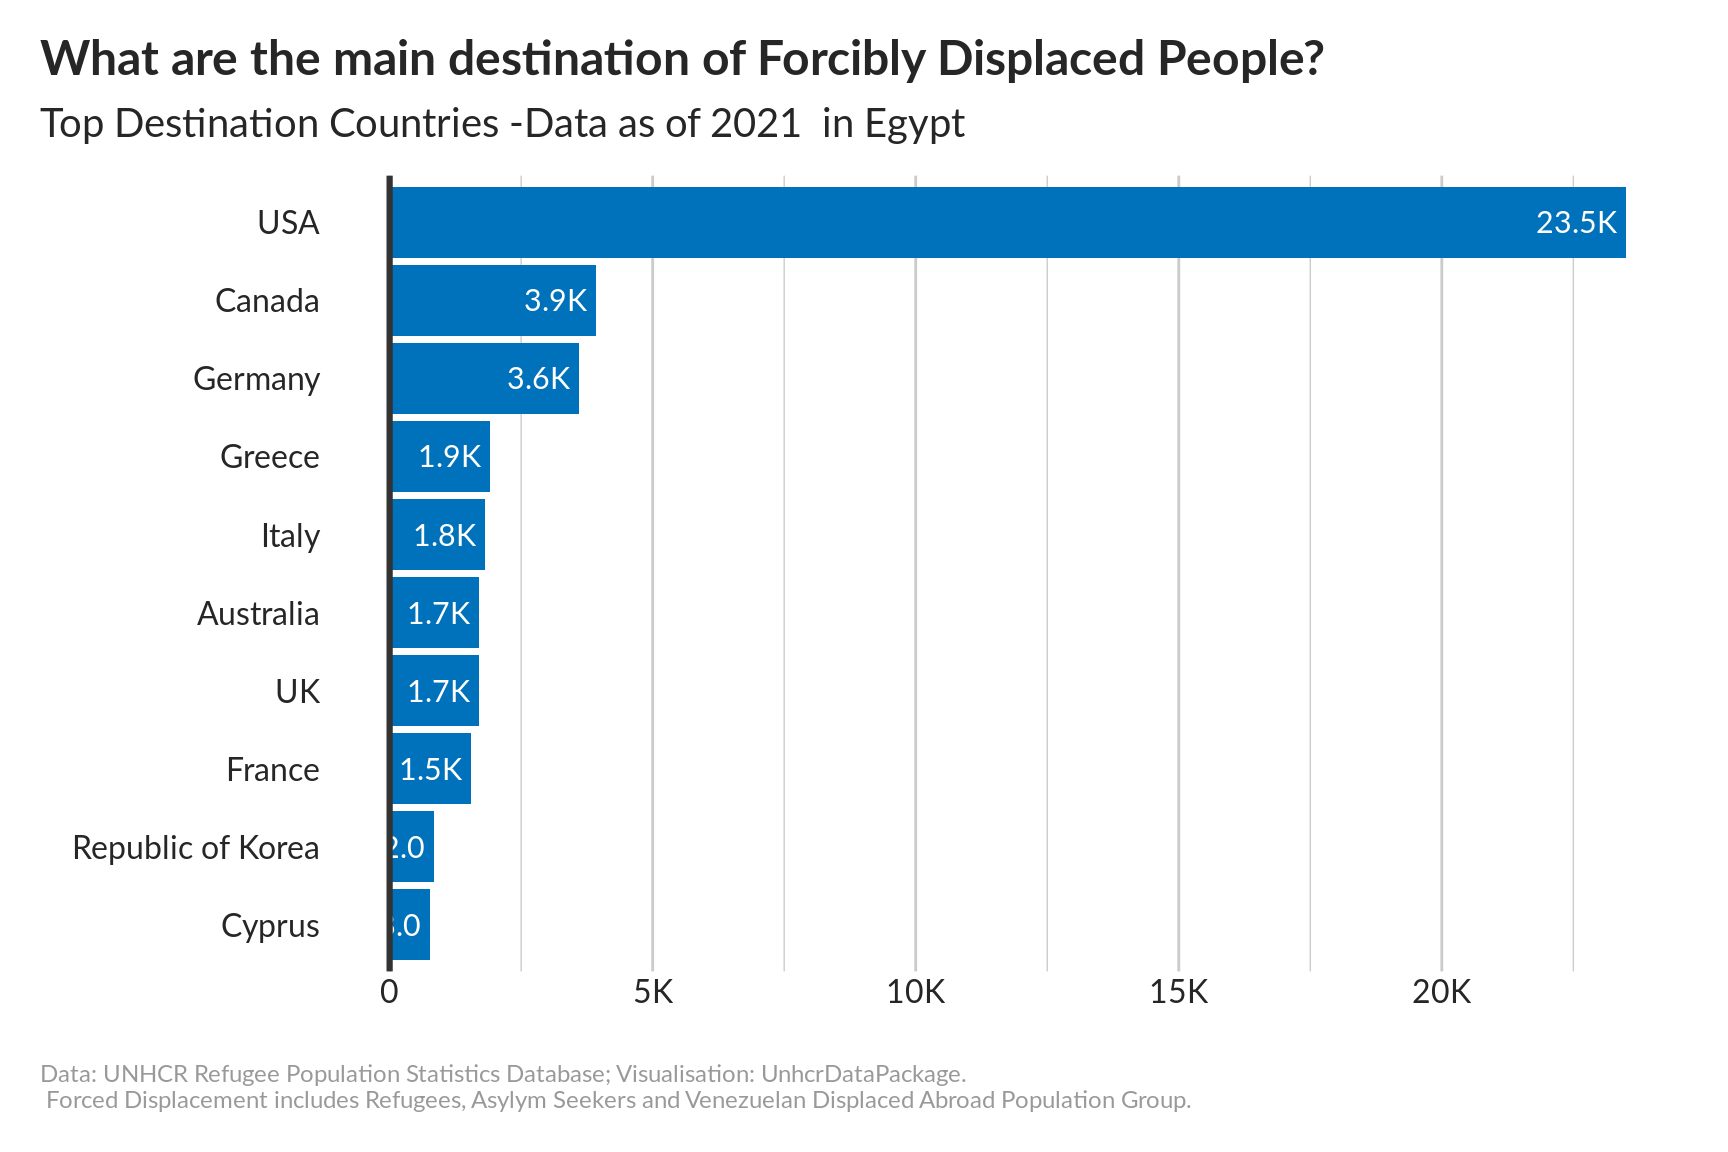 What are the main destination of Forcibly Displaced People?
Top Destination Countries -Data as of 2021  in Egypt
USA 23.5K
Canada 3.9K
Germany 3.6K
Greece 1.9K
Italy 1.8K
Australia 1.7K
UK 1.7K
France 1.5K
Republic of Korea 2.0
Cyprus .0
0 5K 10K 15K 20K
Data: UNHCR Refugee Population Statistics Database; Visualisation: UnhcrDataPackage.
Forced Displacement includes Refugees, Asylym Seekers and Venezuelan Displaced Abroad Population Group.